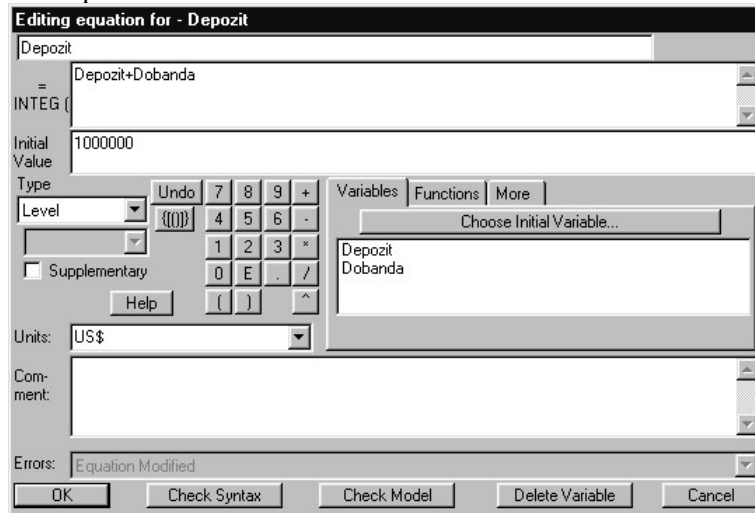 Editing equation for - Depozit
Depozit
=
INTEG (
Depozit+Dobanda
Initial
Value
1000000
Type
Level
Undo 7 8 9 +
{[()]} 4 5 6 -
1 2 3 *
0 E . /
( ) ^
Supplementary
Help
Variables Functions More
Choose Initial Variable...
Depozit
Dobanda
Units: US$
Com-
ment:
Errors: Equation Modified
OK Check Syntax Check Model Delete Variable Cancel